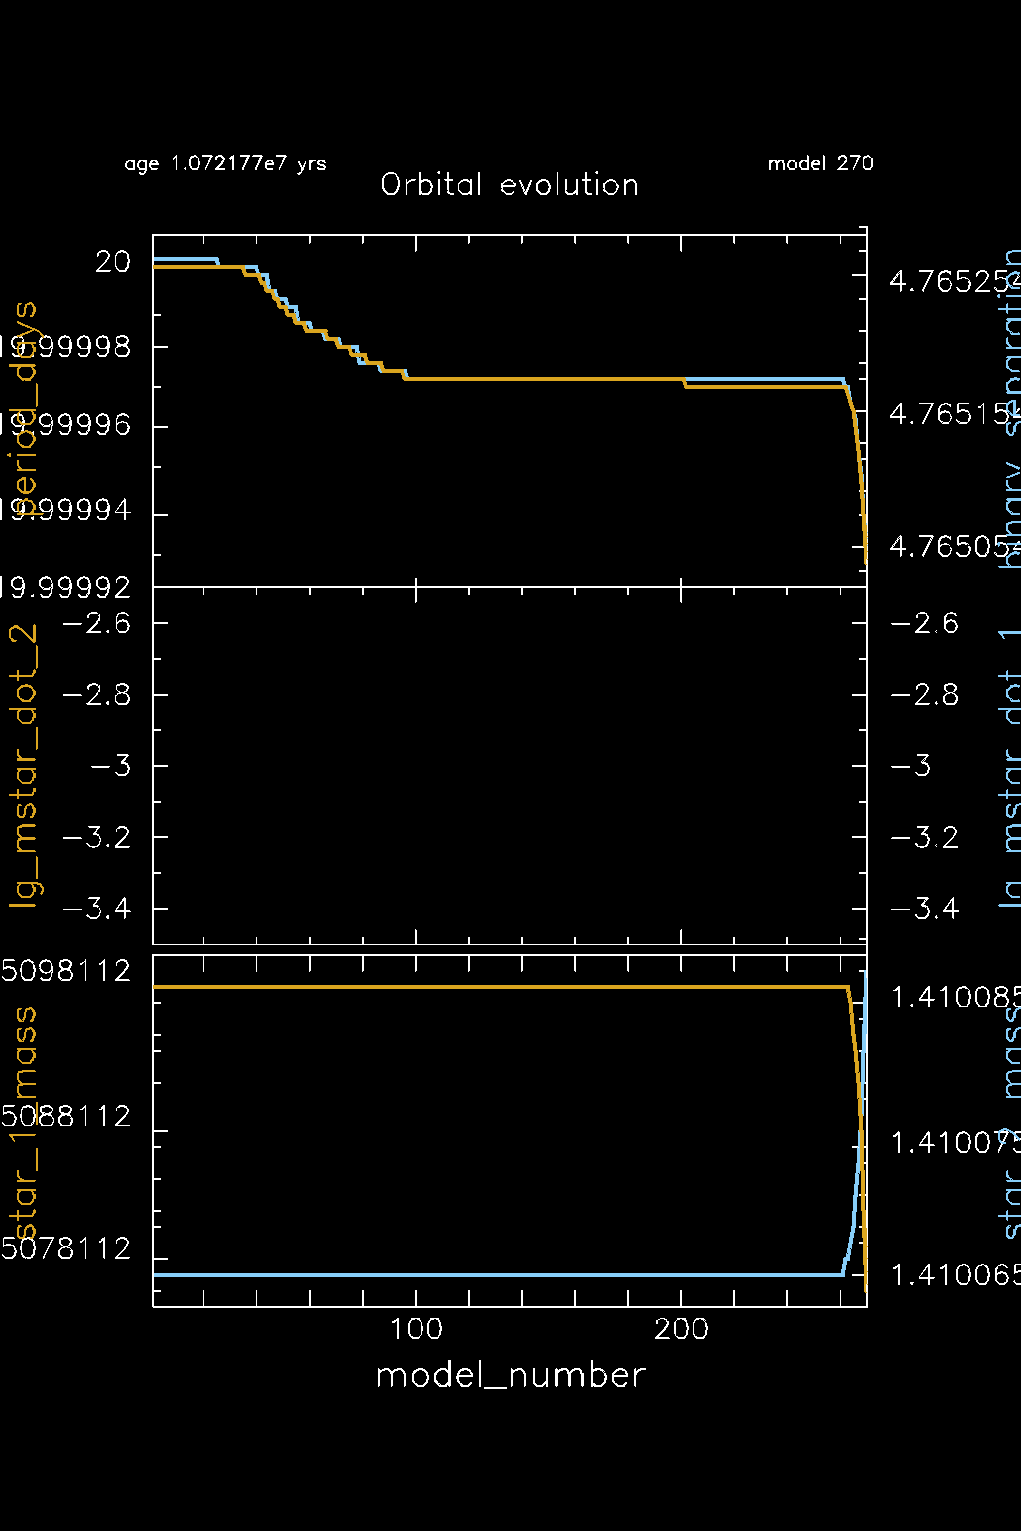 age 1.072177e7 yrs
model 270
Orbital evolution
period_days
20
19.99998
19.99996
19.99994
19.99992
4.765254
4.765154
4.765054
binary_separation
lg_mstar_dot_2
-2.6
-2.8
-3
-3.2
-3.4
-2.6
-2.8
-3
-3.2
-3.4
lg_mstar_dot_1
star_1_mass
5098112
5088112
5078112
1.410085
1.410075
1.410065
star_2_mass
100
200
model_number